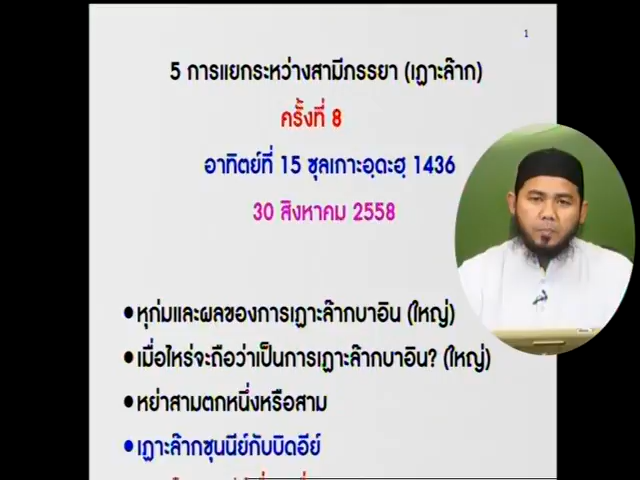 1
5 การแยกระหว่างสามีภรรยา (เฏาะล๊าก)
ครั้งที่ 8
อาทิตย์ที่ 15 ซุลเกาะอฺดะฮฺ 1436
30 สิงหาคม 2558
•หุก่มและผลของการเฏาะล๊ากบาอิน (ใหญ่)
•เมื่อไหร่จะถือว่าเป็นการเฏาะล๊ากบาอิน? (ใหญ่)
•หย่าสามตกหนึ่งหรือสาม
•เฏาะล๊ากซุนนีย์กับบิดอีย์